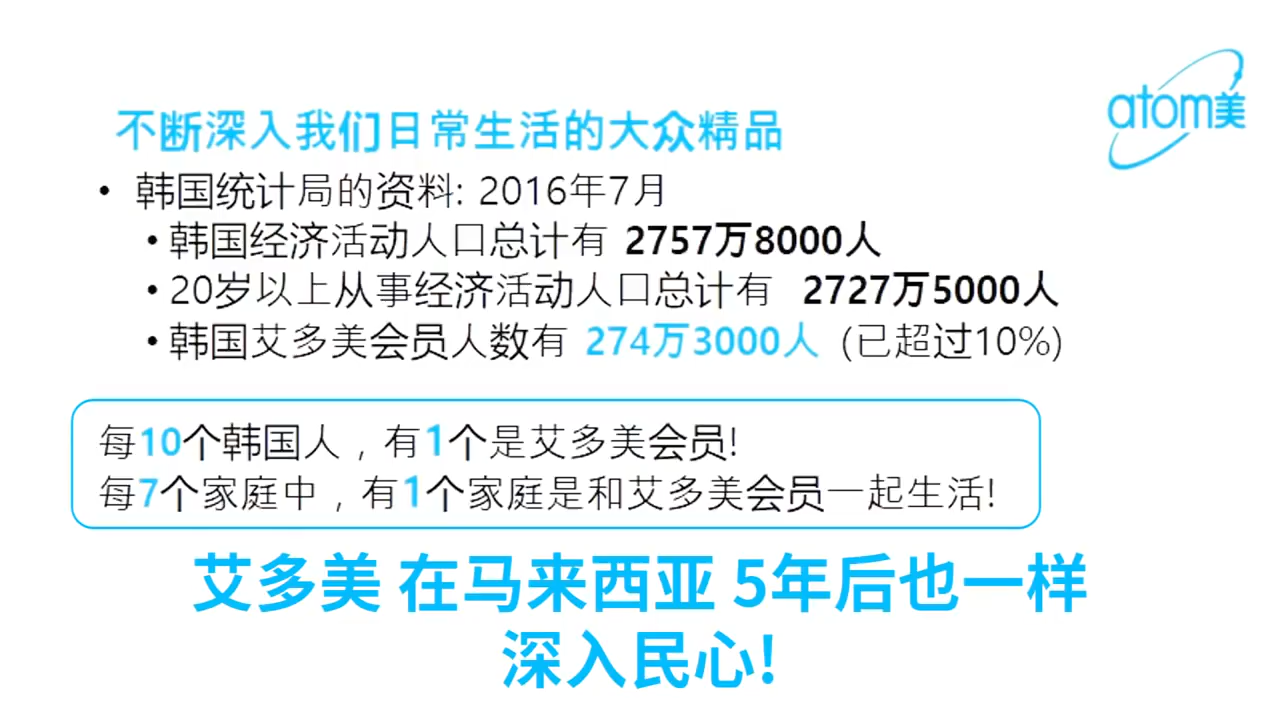 atom美
不断深入我们日常生活的大众精品
• 韩国统计局的资料: 2016年7月
• 韩国经济活动人口总计有 2757万8000人
• 20岁以上从事经济活动人口总计有 2727万5000人
• 韩国艾多美会员人数有 274万3000人 (已超过10%)
每10个韩国人，有1个是艾多美会员!
每7个家庭中，有1个家庭是和艾多美会员一起生活!
艾多美 在马来西亚 5年后也一样
深入民心!